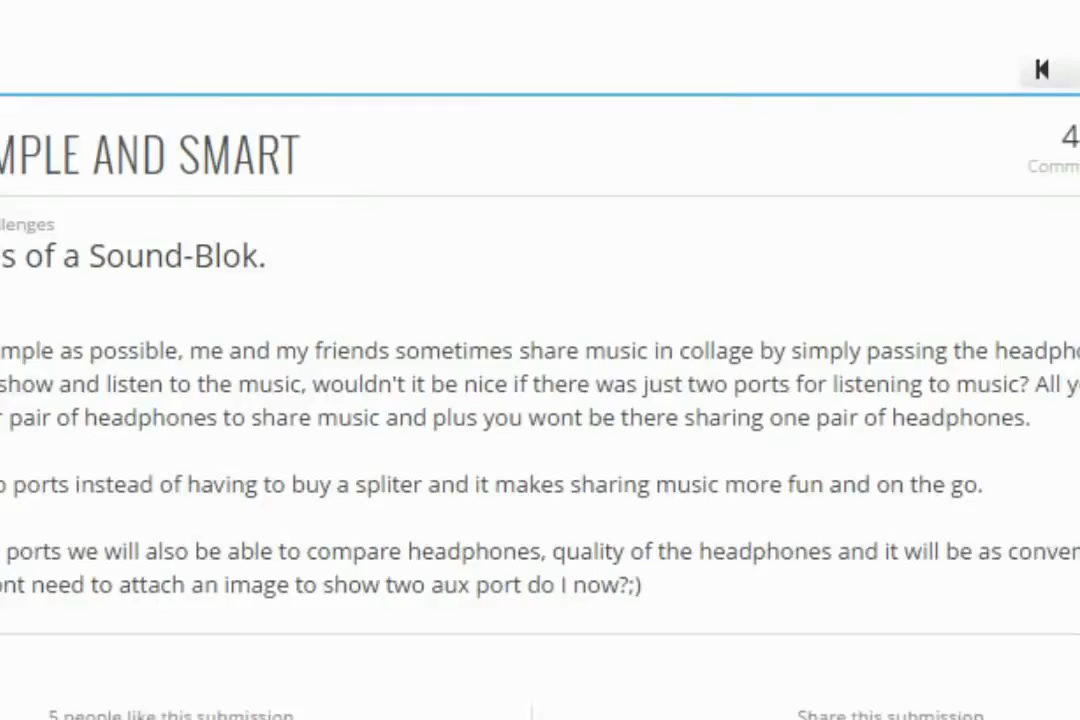 MPLE AND SMART
4
Comm
llenges
s of a Sound-Blok.
mple as possible, me and my friends sometimes share music in collage by simply passing the headpho
show and listen to the music, wouldn't it be nice if there was just two ports for listening to music? All y
r pair of headphones to share music and plus you wont be there sharing one pair of headphones.
o ports instead of having to buy a spliter and it makes sharing music more fun and on the go.
ports we will also be able to compare headphones, quality of the headphones and it will be as conven
ont need to attach an image to show two aux port do I now?;)
5 people like this submission
Share this submission